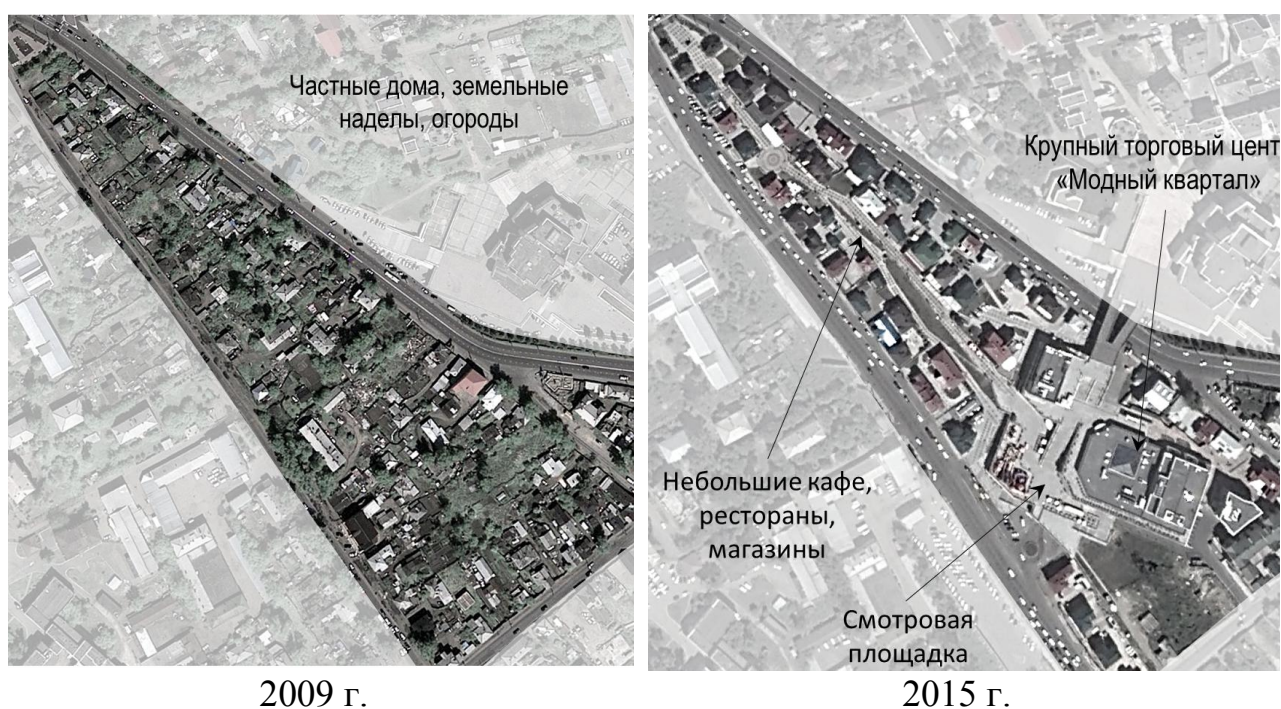 Частные дома, земельные
наделы, огороды
Крупный торговый цент
«Модный квартал»
Небольшие кафе,
рестораны,
магазины
Смотровая
площадка
2009 г.
2015 г.